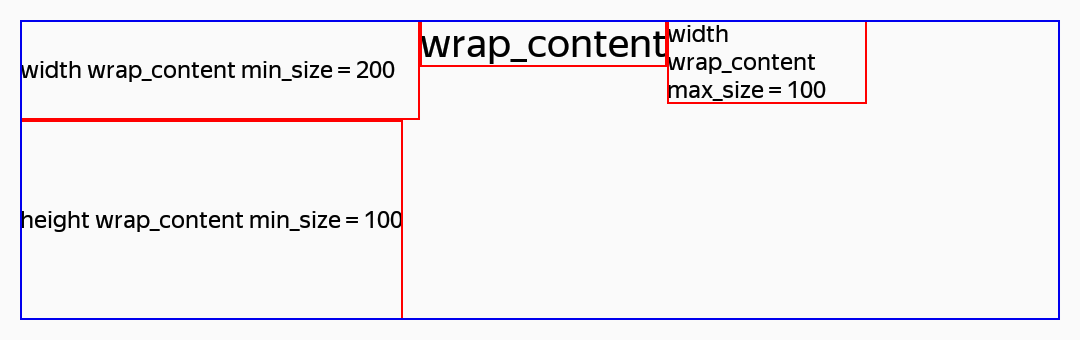 width wrap_content min_size = 200
wrap_content
width
wrap_content
max_size = 100
height wrap_content min_size = 100